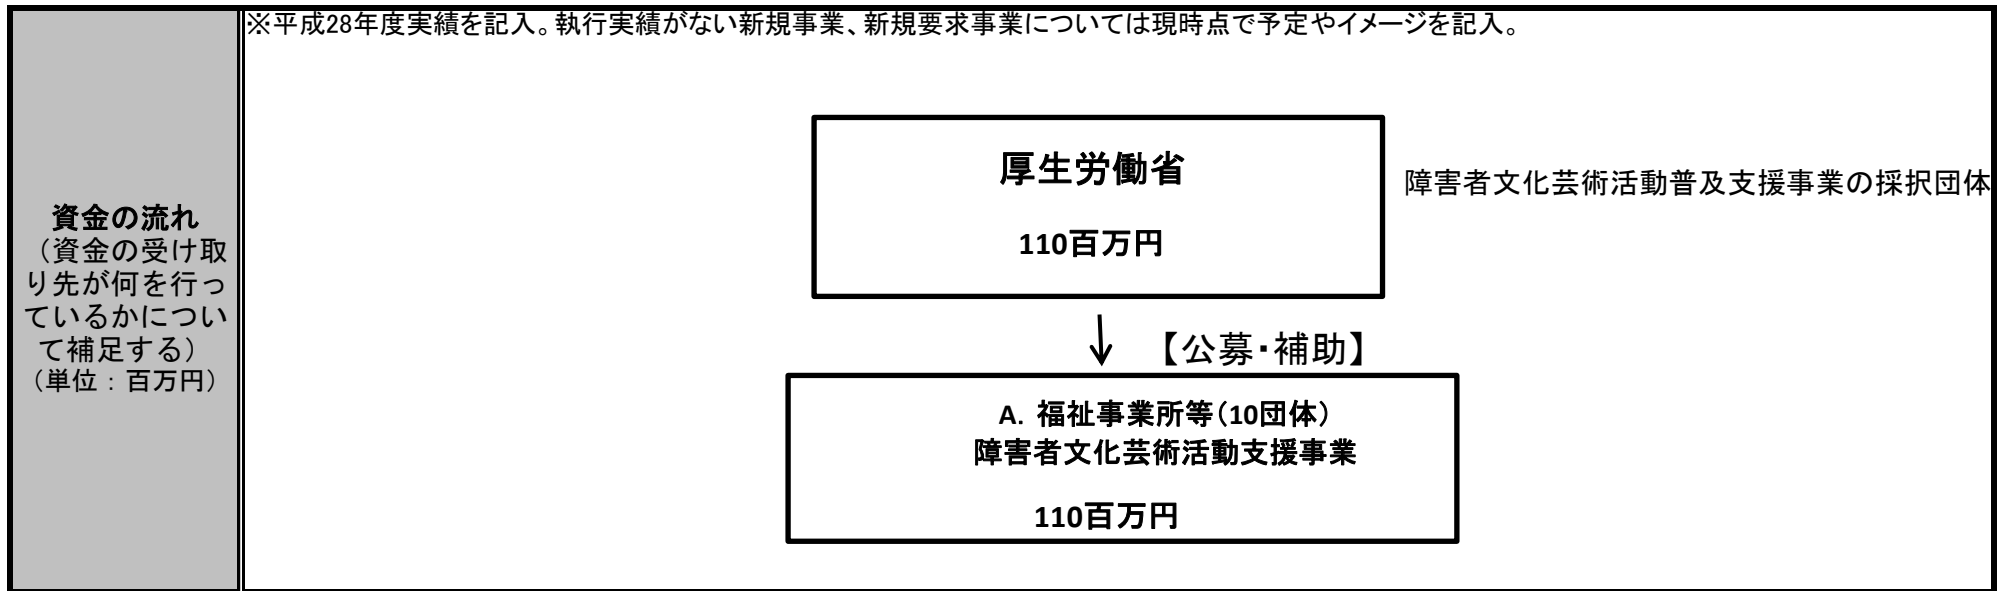 ※平成28年度実績を記入。執行実績がない新規事業、新規要求事業については現時点で予定やイメージを記入。
資金の流れ
（資金の受け取
り先が何を行っ
ているかについ
て補足する）
（単位：百万円）
厚生労働省
110百万円
障害者文化芸術活動普及支援事業の採択団体
【公募・補助】
A. 福祉事業所等（10団体）
障害者文化芸術活動支援事業
110百万円